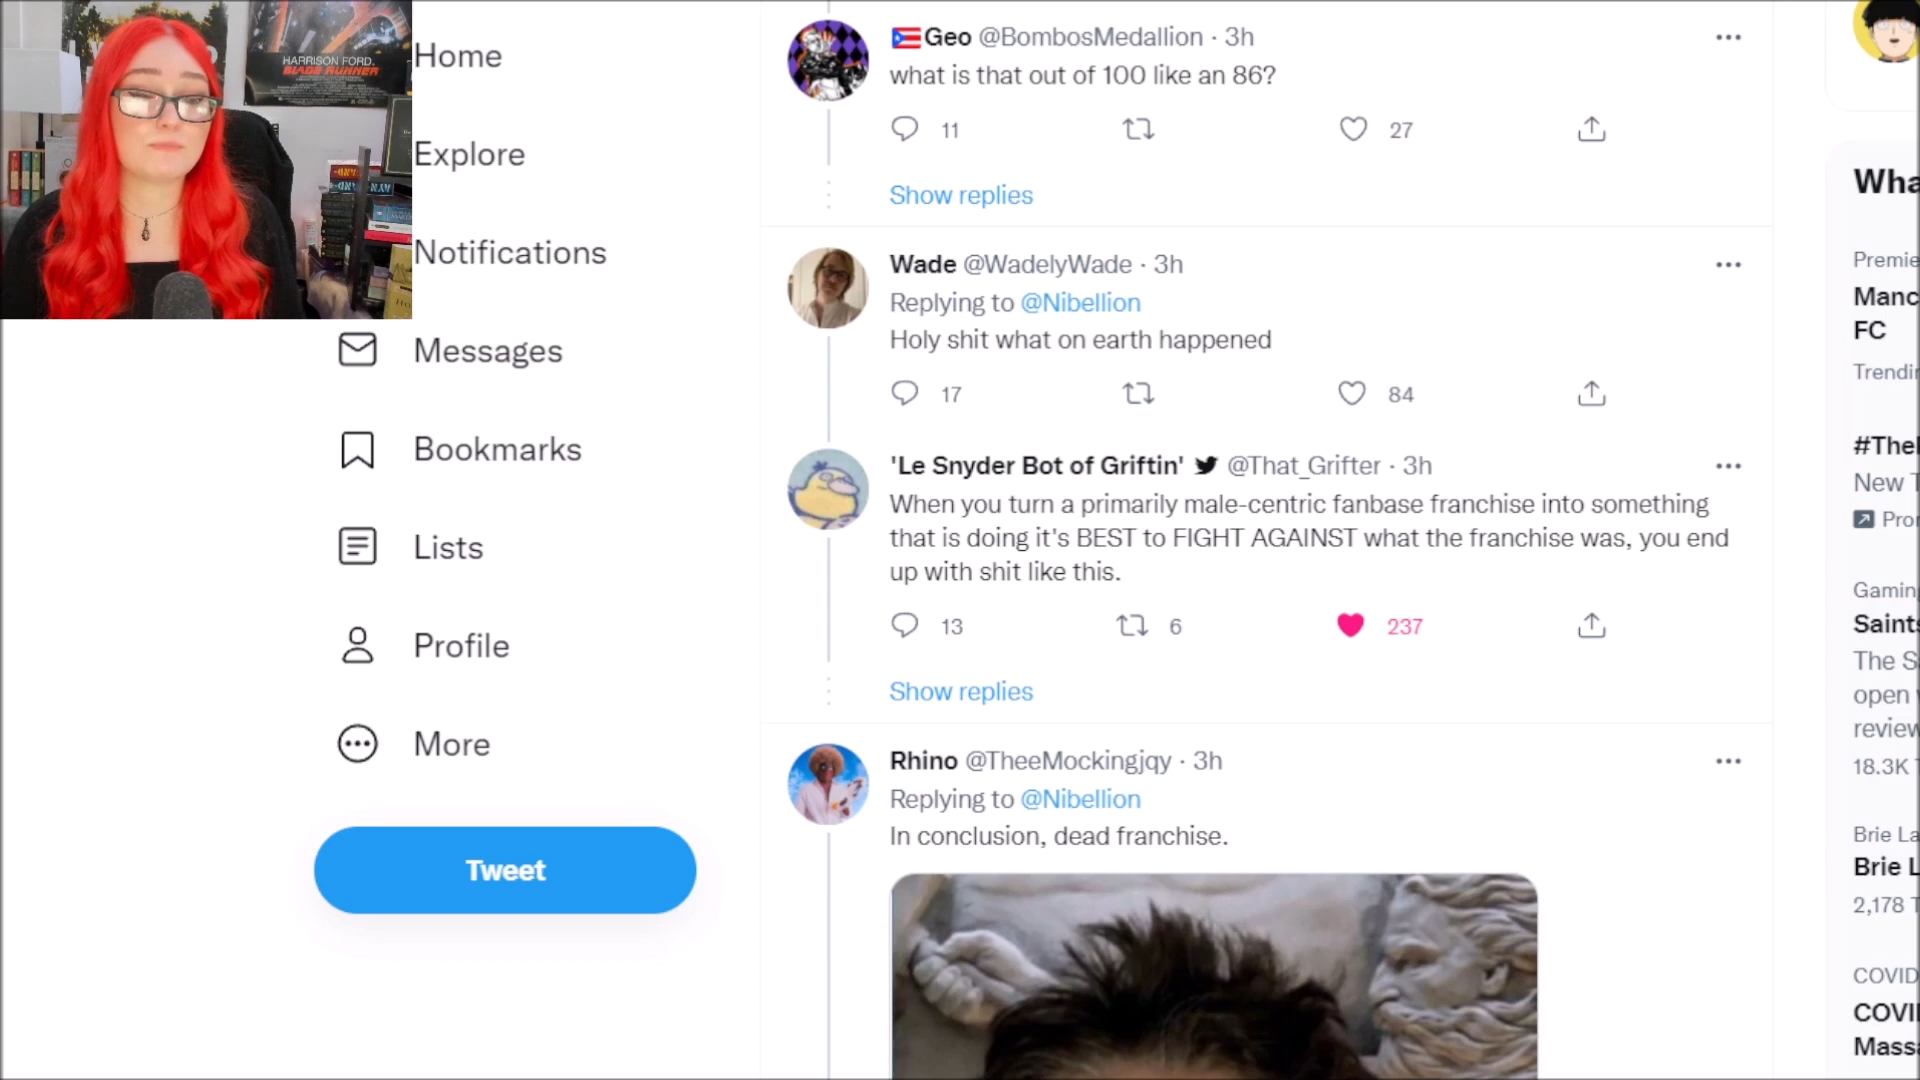 HARRISON FORD.
BLADE RUNNER
Home
Explore
Notifications
Messages
Bookmarks
Lists
Profile
More
Tweet
Geo @BombosMedallion · 3h
what is that out of 100 like an 86?
11 27
Show replies
Wade @WadelyWade · 3h
Replying to @Nibellion
Holy shit what on earth happened
17 84
'Le Snyder Bot of Griftin' @That_Grifter · 3h
When you turn a primarily male-centric fanbase franchise into something
that is doing it's BEST to FIGHT AGAINST what the franchise was, you end
up with shit like this.
13 6 237
Show replies
Rhino @TheeMockingjqy · 3h
Replying to @Nibellion
In conclusion, dead franchise.
Wha
Premie
Manc
FC
Trendin
#The
New T
Pro
Gamin
Saints
The S
open
review
18.3K T
Brie La
Brie L
2,178 T
COVID
COVI
Massa